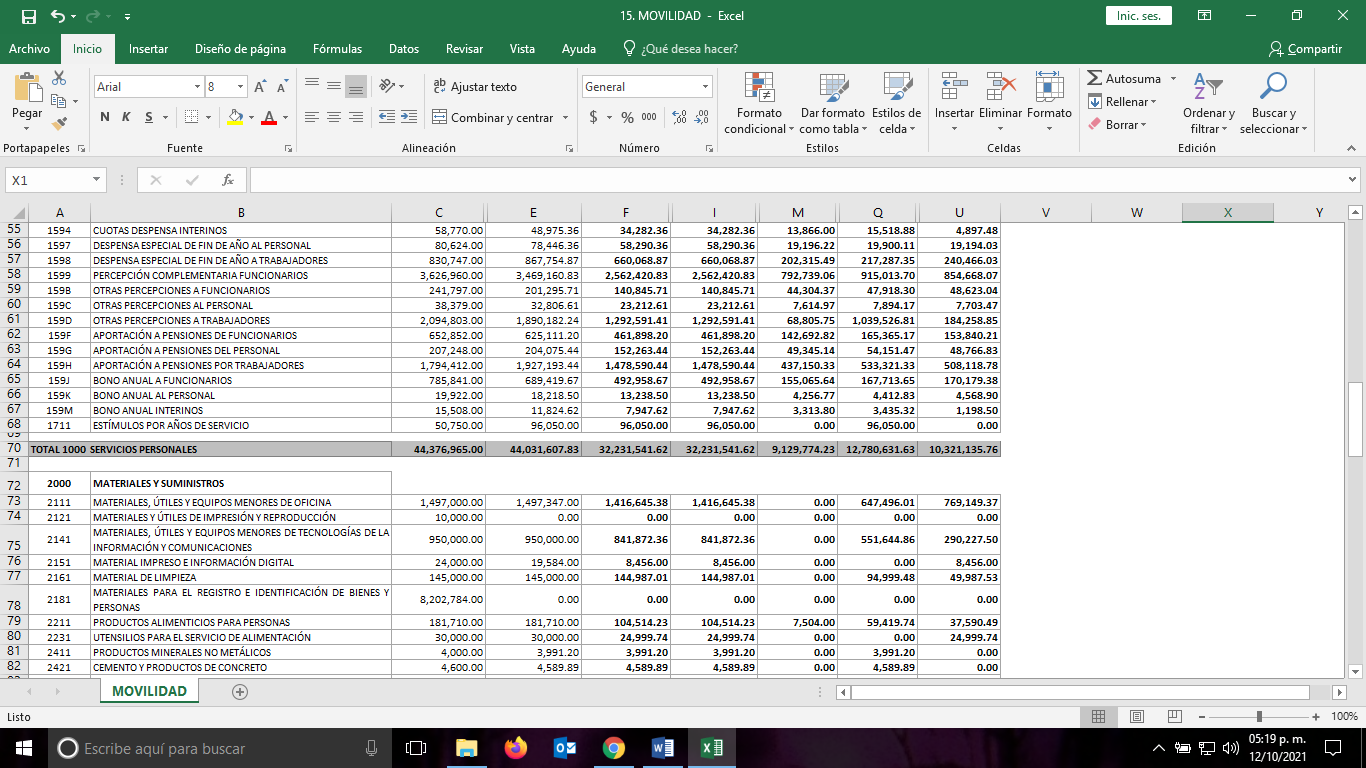 15. MOVILIDAD - Excel
Inic. ses.
Archivo Inicio Insertar Diseño de página Fórmulas Datos Revisar Vista Ayuda ¿Qué desea hacer? Compartir
Pegar
Arial 8
N K S
Ajustar texto
Combinar y centrar
General
$ % 000
Formato condicional
Dar formato como tabla
Estilos de celda
Insertar Eliminar Formato
Autosuma
Rellenar
Borrar
Ordenar y filtrar
Buscar y seleccionar
Portapapeles Fuente Alineación Número Estilos Celdas Edición
X1 fx
A B C E F I M Q U V W X Y
55 1594 CUOTAS DESPENSA INTERINOS 58,770.00 48,975.36 34,282.36 34,282.36 13,866.00 15,518.88 4,897.48
56 1597 DESPENSA ESPECIAL DE FIN DE AÑO AL PERSONAL 80,624.00 78,446.36 58,290.36 58,290.36 19,196.22 19,900.11 19,194.03
57 1598 DESPENSA ESPECIAL DE FIN DE AÑO A TRABAJADORES 830,747.00 867,754.87 660,068.87 660,068.87 202,315.49 217,287.35 240,466.03
58 1599 PERCEPCIÓN COMPLEMENTARIA FUNCIONARIOS 3,626,960.00 3,469,160.83 2,562,420.83 2,562,420.83 792,739.06 915,013.70 854,668.07
59 159B OTRAS PERCEPCIONES A FUNCIONARIOS 241,797.00 201,295.71 140,845.71 140,845.71 44,304.37 47,918.30 48,623.04
60 159C OTRAS PERCEPCIONES AL PERSONAL 38,379.00 32,806.61 23,212.61 23,212.61 7,614.97 7,894.17 7,703.47
61 159D OTRAS PERCEPCIONES A TRABAJADORES 2,094,803.00 1,890,182.24 1,292,591.41 1,292,591.41 68,805.75 1,039,526.81 184,258.85
62 159F APORTACIÓN A PENSIONES DE FUNCIONARIOS 652,852.00 625,111.20 461,898.20 461,898.20 142,692.82 165,365.17 153,840.21
63 159G APORTACIÓN A PENSIONES DEL PERSONAL 207,248.00 204,075.44 152,263.44 152,263.44 49,345.14 54,151.47 48,766.83
64 159H APORTACIÓN A PENSIONES POR TRABAJADORES 1,794,412.00 1,927,193.44 1,478,590.44 1,478,590.44 437,150.33 533,321.33 508,118.78
65 159J BONO ANUAL A FUNCIONARIOS 785,841.00 689,419.67 492,958.67 492,958.67 155,065.64 167,713.65 170,179.38
66 159K BONO ANUAL AL PERSONAL 19,922.00 18,218.50 13,238.50 13,238.50 4,256.77 4,412.83 4,568.90
67 159M BONO ANUAL INTERINOS 15,508.00 11,824.62 7,947.62 7,947.62 3,313.80 3,435.32 1,198.50
68 1711 ESTÍMULOS POR AÑOS DE SERVICIO 50,750.00 96,050.00 96,050.00 96,050.00 0.00 96,050.00 0.00
69
70 TOTAL 1000 SERVICIOS PERSONALES 44,376,965.00 44,031,607.83 32,231,541.62 32,231,541.62 9,129,774.23 12,780,631.63 10,321,135.76
71
72 2000 MATERIALES Y SUMINISTROS
73 2111 MATERIALES, ÚTILES Y EQUIPOS MENORES DE OFICINA 1,497,000.00 1,497,347.00 1,416,645.38 1,416,645.38 0.00 647,496.01 769,149.37
74 2121 MATERIALES Y ÚTILES DE IMPRESIÓN Y REPRODUCCIÓN 10,000.00 0.00 0.00 0.00 0.00 0.00 0.00
75 2141 MATERIALES, ÚTILES Y EQUIPOS MENORES DE TECNOLOGÍAS DE LA
INFORMACIÓN Y COMUNICACIONES 950,000.00 950,000.00 841,872.36 841,872.36 0.00 551,644.86 290,227.50
76 2151 MATERIAL IMPRESO E INFORMACIÓN DIGITAL 24,000.00 19,584.00 8,456.00 8,456.00 0.00 0.00 8,456.00
77 2161 MATERIAL DE LIMPIEZA 145,000.00 145,000.00 144,987.01 144,987.01 0.00 94,999.48 49,987.53
78 2181 MATERIALES PARA EL REGISTRO E IDENTIFICACIÓN DE BIENES Y
PERSONAS 8,202,784.00 0.00 0.00 0.00 0.00 0.00 0.00
79 2211 PRODUCTOS ALIMENTICIOS PARA PERSONAS 181,710.00 181,710.00 104,514.23 104,514.23 7,504.00 59,419.74 37,590.49
80 2231 UTENSILIOS PARA EL SERVICIO DE ALIMENTACIÓN 30,000.00 30,000.00 24,999.74 24,999.74 0.00 0.00 24,999.74
81 2411 PRODUCTOS MINERALES NO METÁLICOS 4,000.00 3,991.20 3,991.20 3,991.20 0.00 3,991.20 0.00
82 2421 CEMENTO Y PRODUCTOS DE CONCRETO 4,600.00 4,589.89 4,589.89 4,589.89 0.00 4,589.89 0.00
MOVILIDAD
Listo 100%
Escribe aquí para buscar
05:19 p. m.
12/10/2021